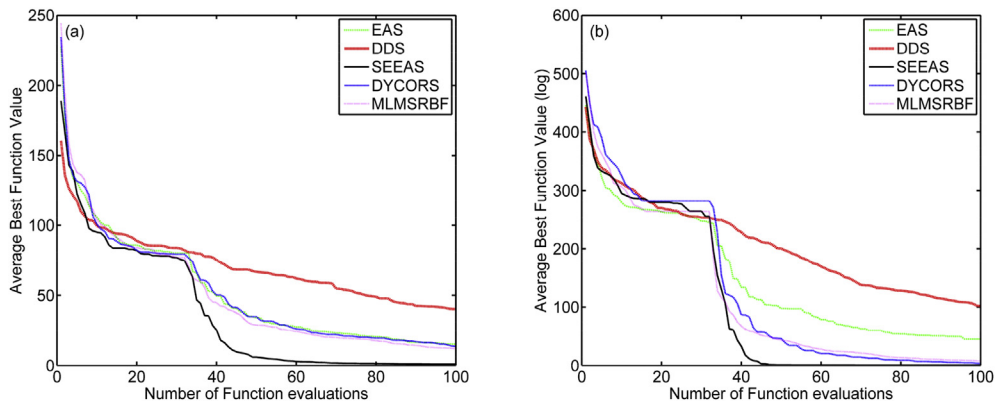 (a)
EAS
DDS
SEEAS
DYCORS
MLMSRBF
Average Best Function Value
250
200
150
100
50
0
0 20 40 60 80 100
Number of Function evaluations
(b)
EAS
DDS
SEEAS
DYCORS
MLMSRBF
Average Best Function Value (log)
600
500
400
300
200
100
0
0 20 40 60 80 100
Number of Function evaluations